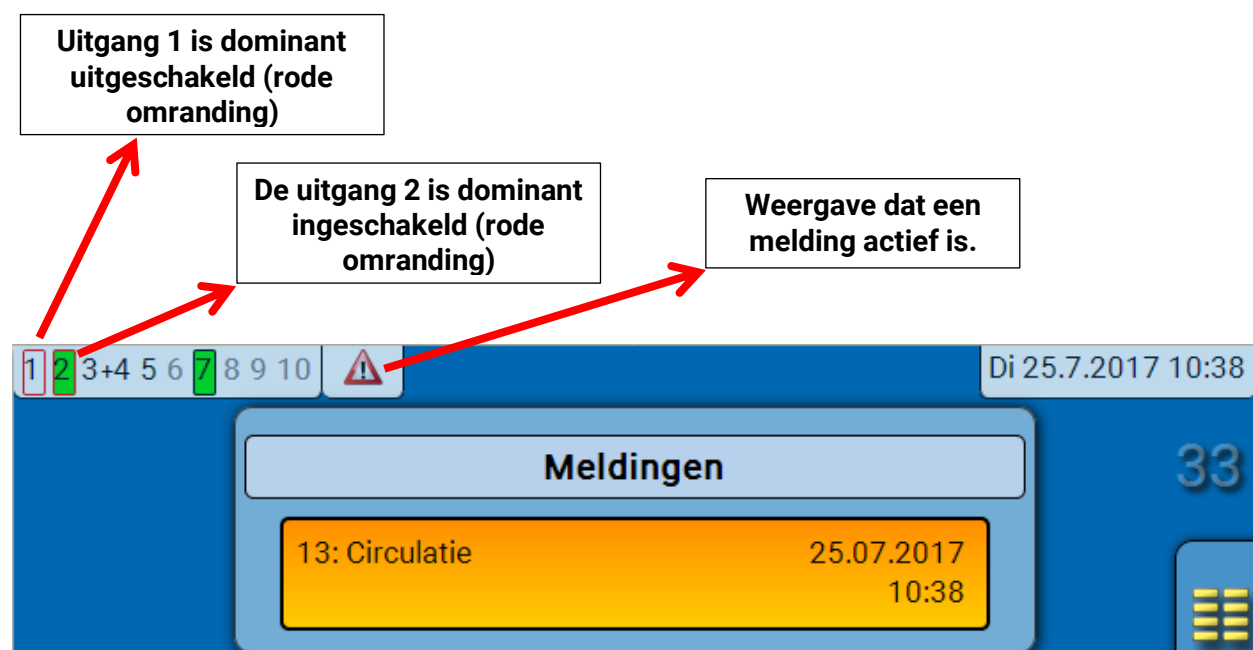 Uitgang 1 is dominant
uitgeschakeld (rode
omranding)
De uitgang 2 is dominant
ingeschakeld (rode
omranding)
Weergave dat een
melding actief is.
1 2 3+4 5 6 7 8 9 10
Di 25.7.2017 10:38
Meldingen
33
13: Circulatie 25.07.2017
10:38